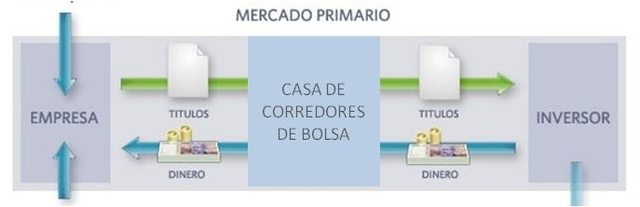 MERCADO PRIMARIO
EMPRESA
TITULOS
DINERO
CASA DE
CORREDORES
DE BOLSA
TITULOS
DINERO
INVERSOR